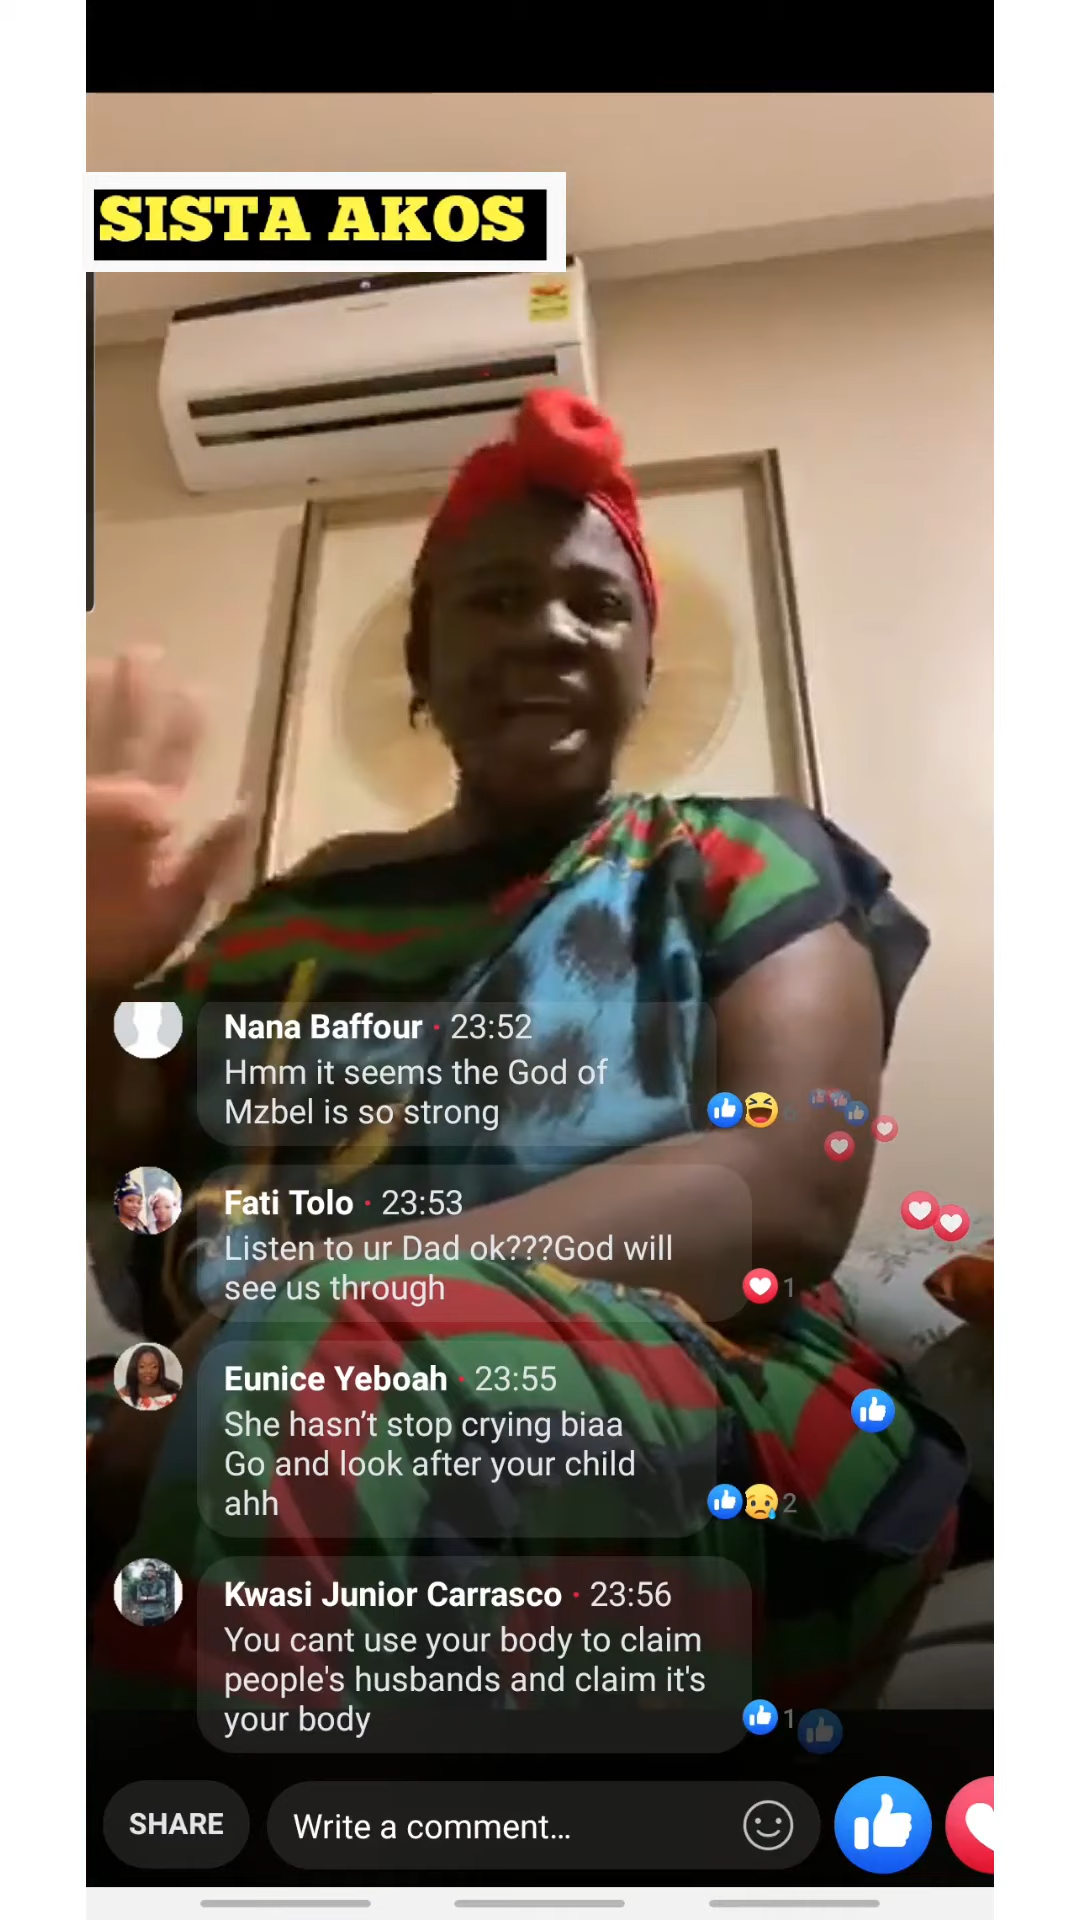 SISTA AKOS
Nana Baffour · 23:52
Hmm it seems the God of
Mzbel is so strong
Fati Tolo · 23:53
Listen to ur Dad ok???God will
see us through
1
Eunice Yeboah · 23:55
She hasn’t stop crying biaa
Go and look after your child
ahh
2
Kwasi Junior Carrasco · 23:56
You cant use your body to claim
people's husbands and claim it's
your body
1
SHARE
Write a comment...